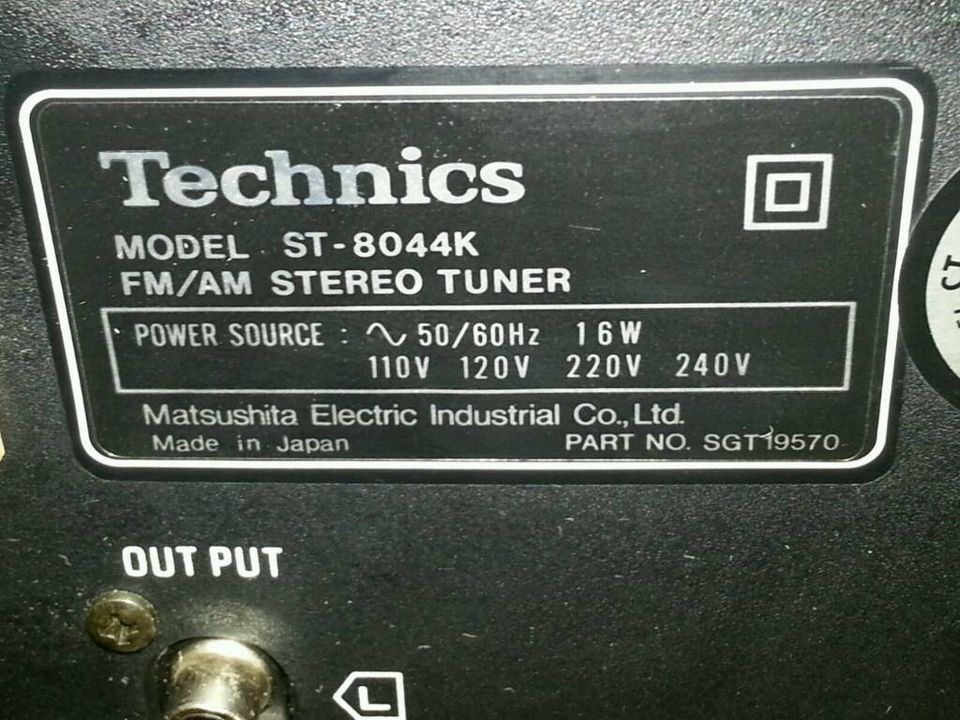 Technics
MODEL ST-8044K
FM/AM STEREO TUNER
POWER SOURCE : ∿ 50/60Hz 16W
110V 120V 220V 240V
Matsushita Electric Industrial Co., Ltd.
Made in Japan PART NO. SGT19570
OUT PUT
L